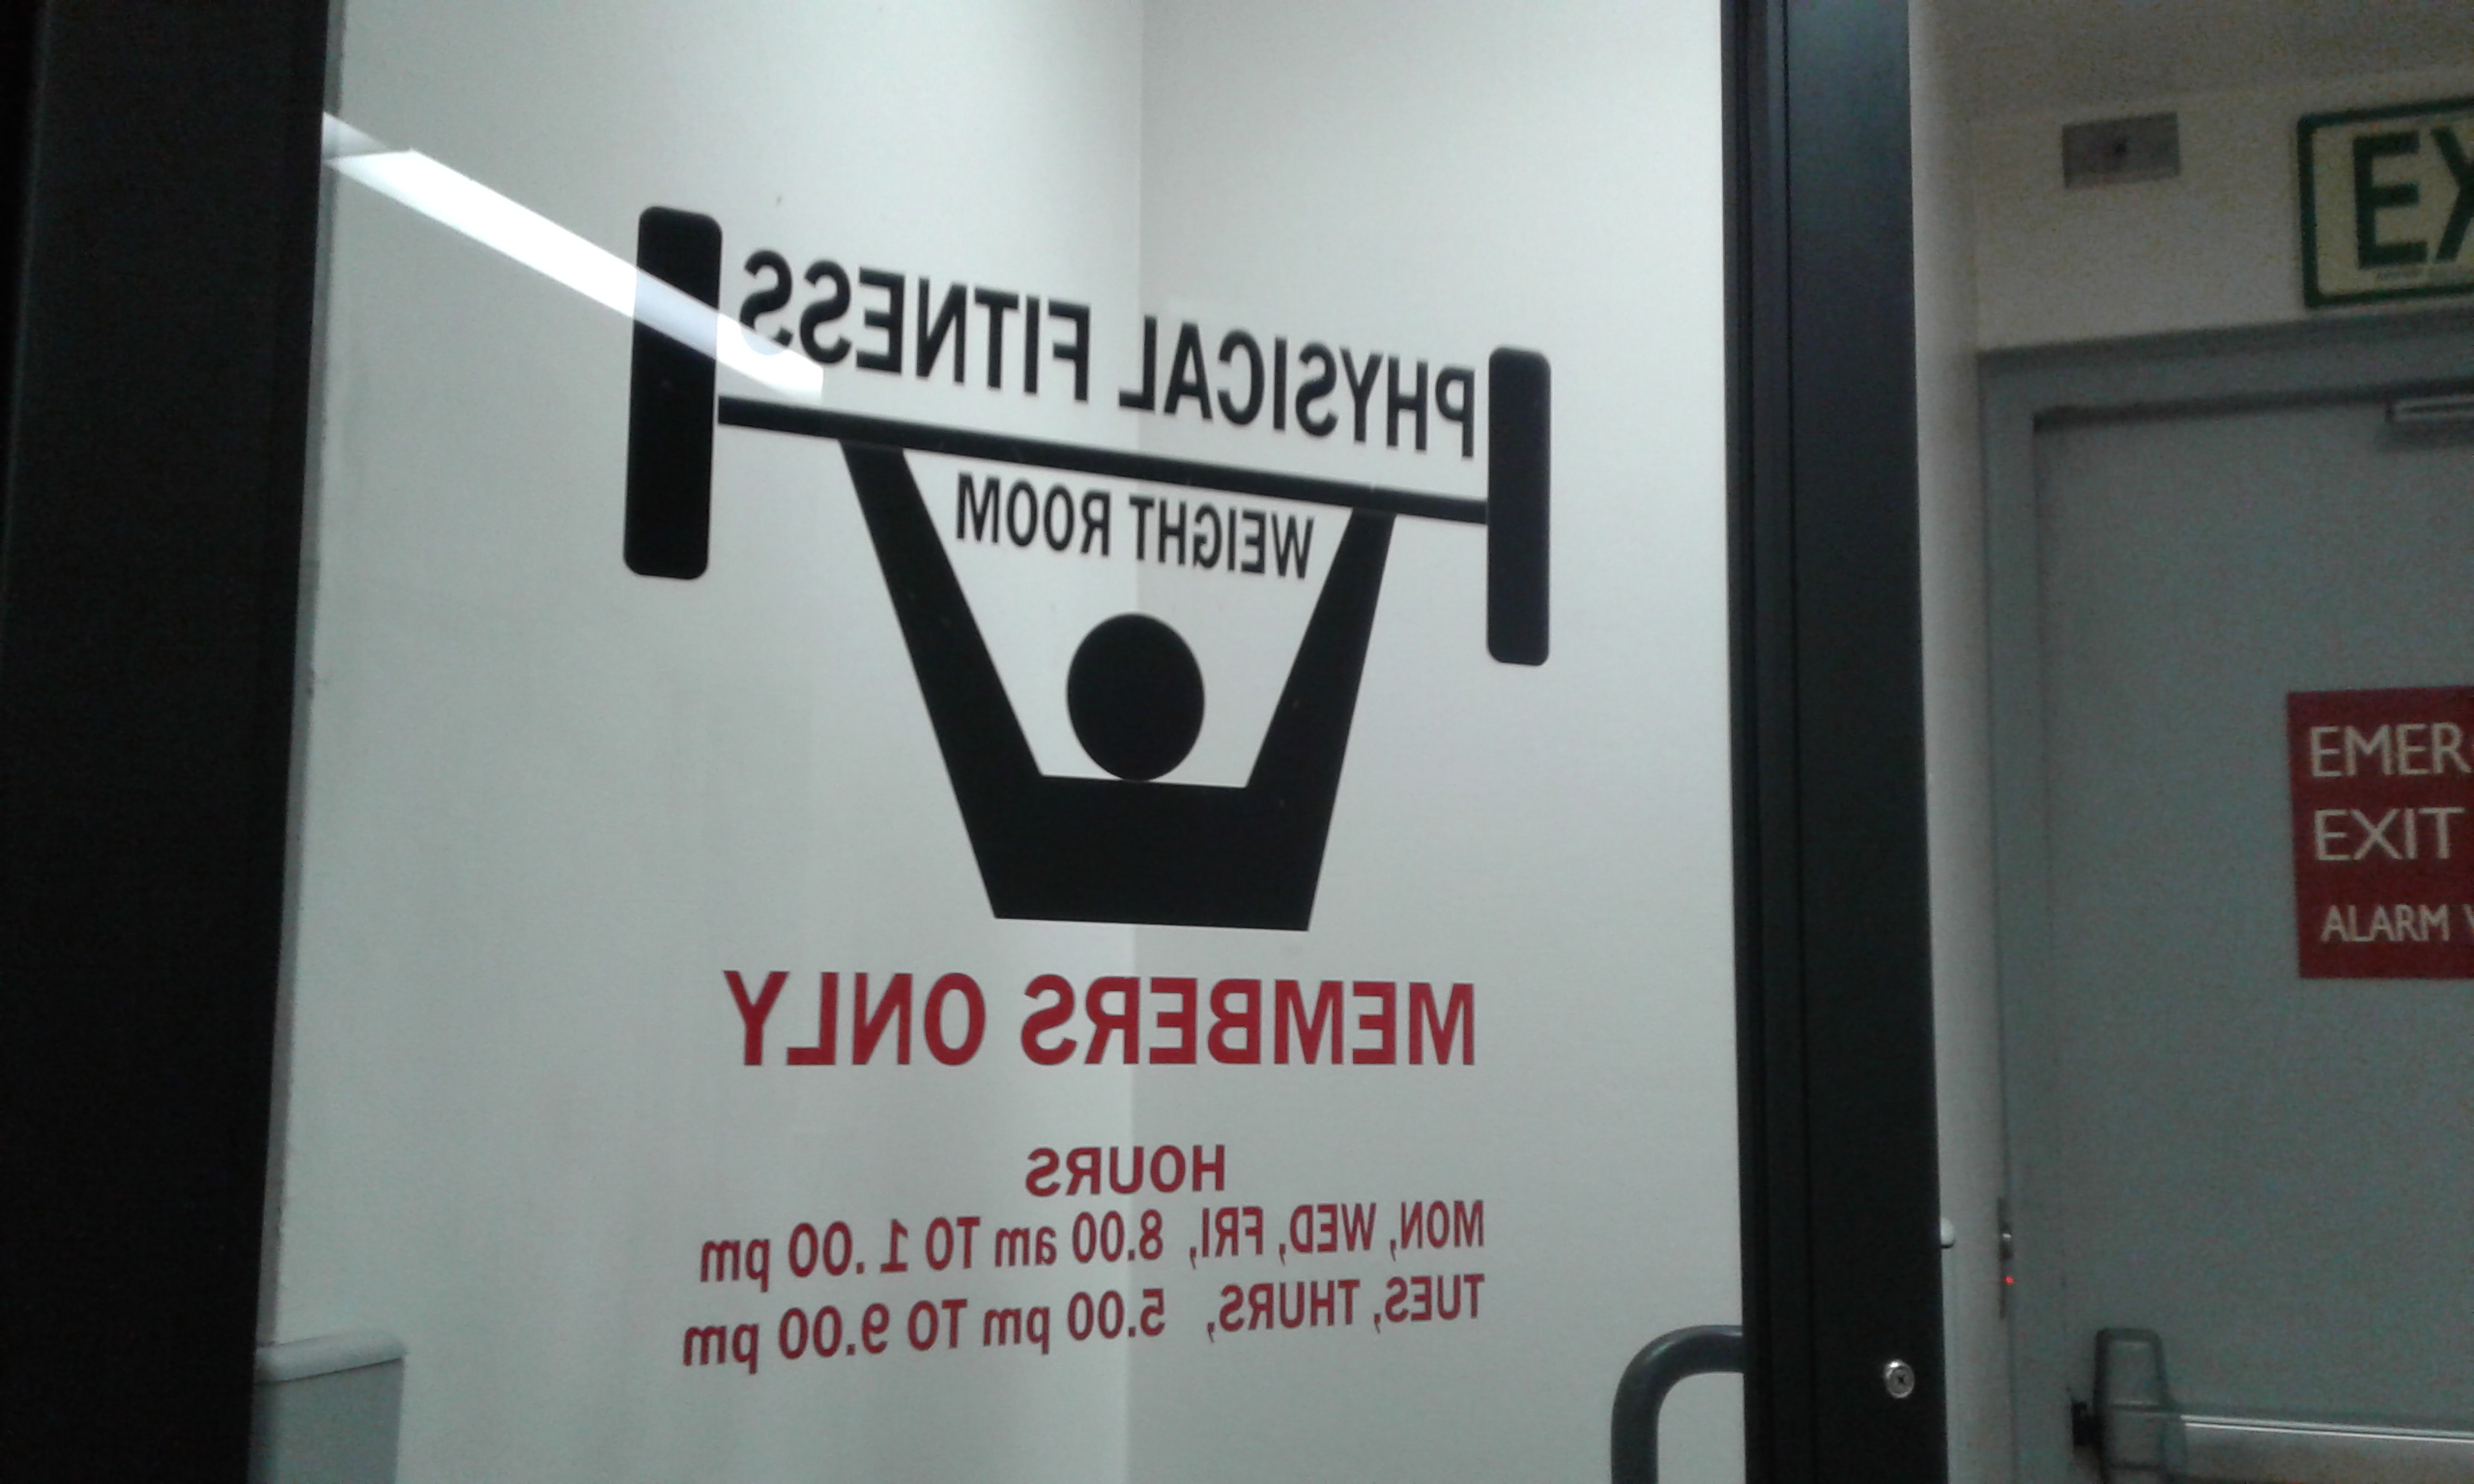 PHYSICAL FITNESS
WEIGHT ROOM
MEMBERS ONLY
HOURS
MON, WED, FRI, 8.00 am TO 1.00 pm
TUES, THURS, 5.00 pm TO 9.00 pm
EX
EMER
EXIT
ALARM